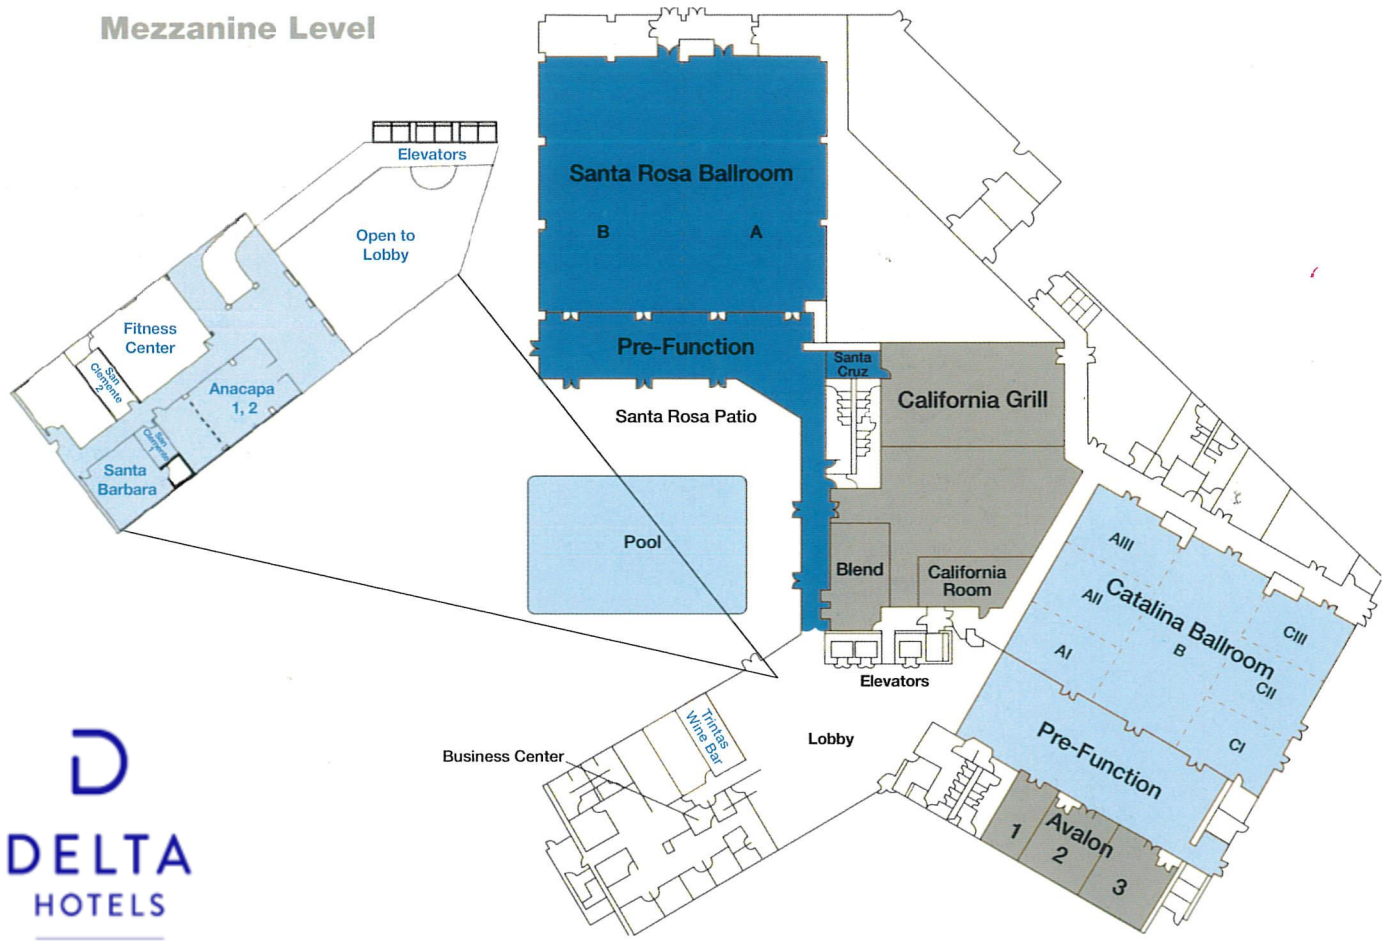 Mezzanine Level
Elevators
Open to
Lobby
Fitness
Center
San
Clemente
2
Anacapa
1, 2
San
Clemente
1
Santa
Barbara
Santa Rosa Ballroom
B
A
Pre-Function
Santa
Cruz
California Grill
Santa Rosa Patio
Pool
Blend
California
Room
Elevators
Lobby
Trintas
Wine Bar
Business Center
AIII
AII
AI
Catalina Ballroom
B
CIII
CII
CI
Pre-Function
Avalon
1
2
3
D
DELTA
HOTELS